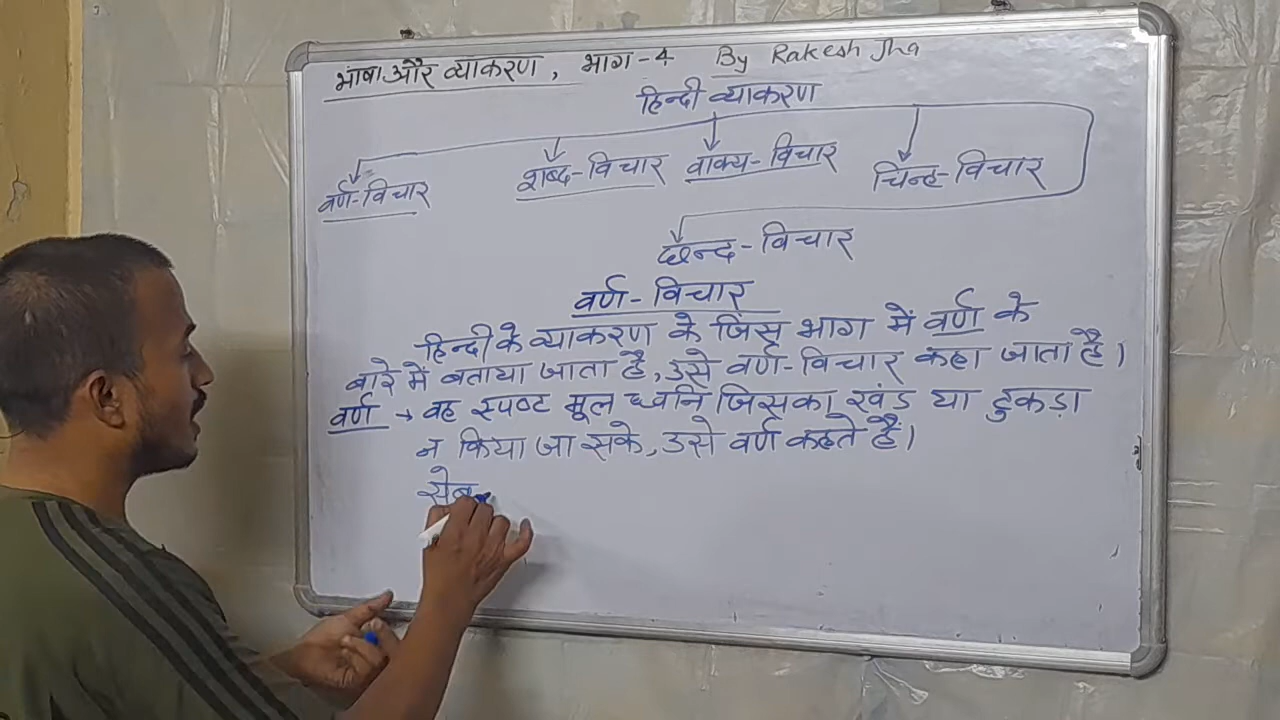 भाषा और व्याकरण, भाग-4 By Rakesh Jha
हिन्दी व्याकरण
वर्ण-विचार शब्द-विचार वाक्य-विचार चिन्ह-विचार
छन्द-विचार
वर्ण-विचार
हिन्दी के व्याकरण के जिस भाग में वर्ण के
बारे में बताया जाता है, उसे वर्ण-विचार कहा जाता है।
वर्ण → वह स्पष्ट मूल ध्वनि जिसका खंड या टुकड़ा
न किया जा सके, उसे वर्ण कहते हैं।
सेब